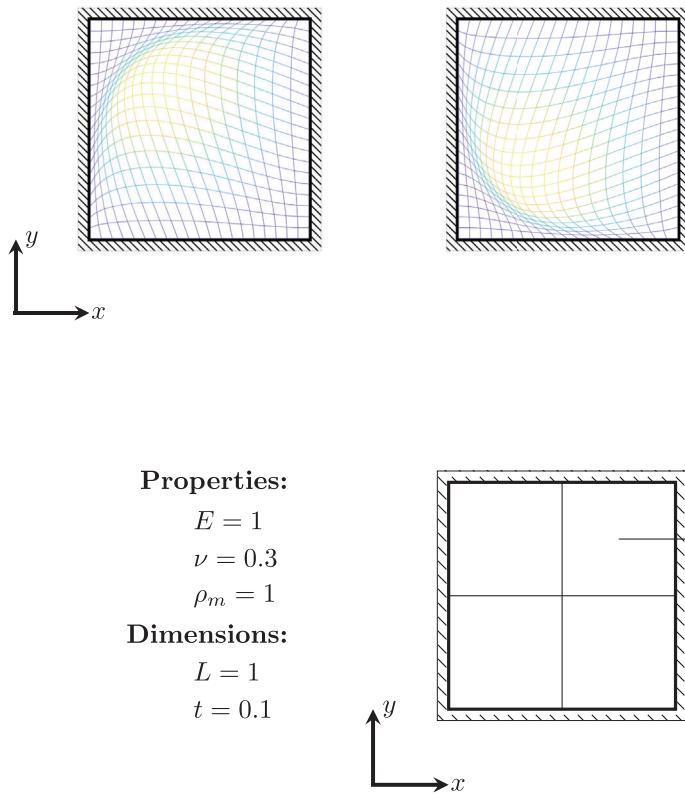 y
x
Properties:
E = 1
ν = 0.3
ρ_m = 1
Dimensions:
L = 1
t = 0.1
y
x